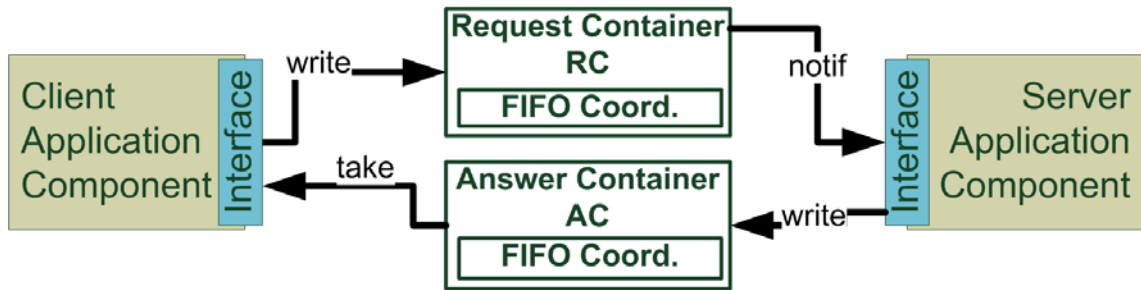 Client
Application
Component
Interface
write
Request Container
RC
FIFO Coord.
notif
take
Answer Container
AC
FIFO Coord.
write
Interface
Server
Application
Component